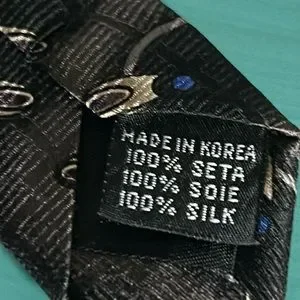 MADE IN KOREA
100% SETA
100% SOIE
100% SILK